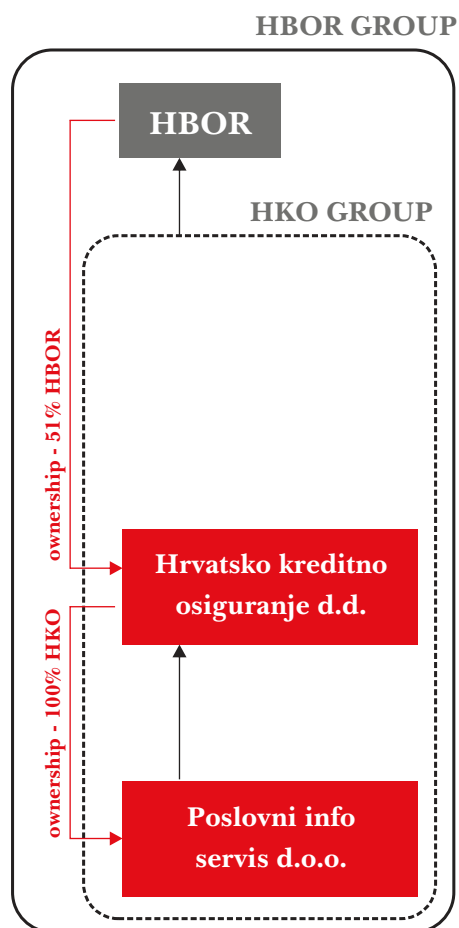 HBOR GROUP
HBOR
HKO GROUP
ownership - 51% HBOR
Hrvatsko kreditno
osiguranje d.d.
ownership - 100% HKO
Poslovni info
servis d.o.o.